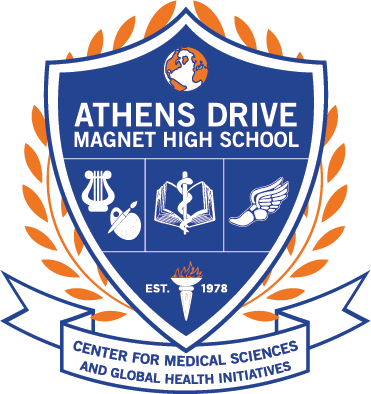 ATHENS DRIVE
MAGNET HIGH SCHOOL
EST. 1978
CENTER FOR MEDICAL SCIENCES
AND GLOBAL HEALTH INITIATIVES